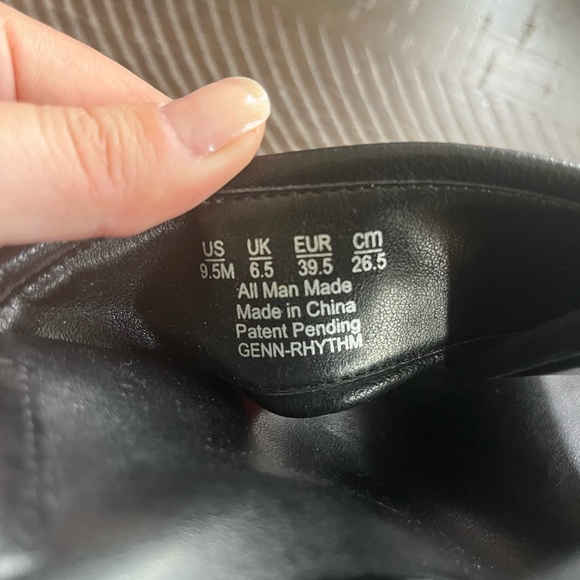 US UK EUR cm
9.5M 6.5 39.5 26.5
All Man Made
Made in China
Patent Pending
GENN-RHYTHM